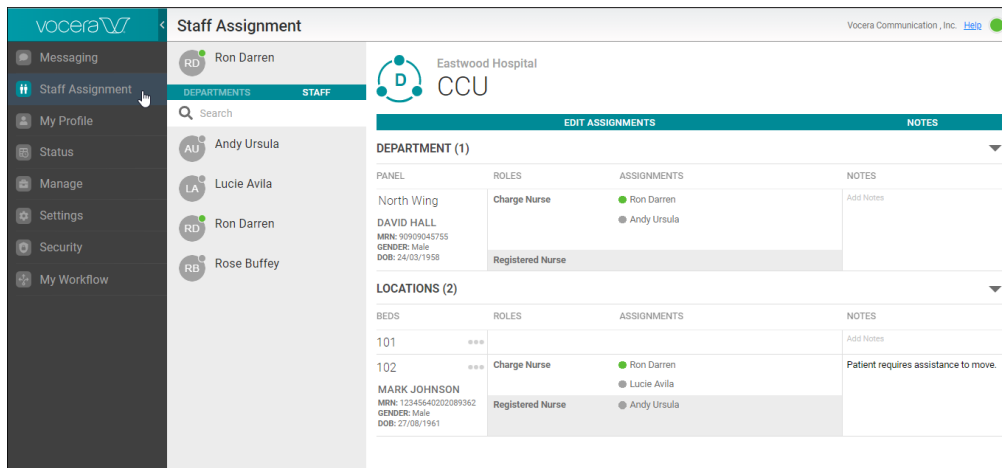 vocera
Staff Assignment
Vocera Communication , Inc. Help
Messaging
Staff Assignment
My Profile
Status
Manage
Settings
Security
My Workflow
RD Ron Darren
DEPARTMENTS STAFF
Search
AU Andy Ursula
LA Lucie Avila
RD Ron Darren
RB Rose Buffey
D
Eastwood Hospital
CCU
EDIT ASSIGNMENTS NOTES
DEPARTMENT (1)
PANEL ROLES ASSIGNMENTS NOTES
North Wing Charge Nurse Ron Darren Add Notes
Andy Ursula
DAVID HALL
MRN: 90909045755
GENDER: Male
DOB: 24/03/1958
Registered Nurse
LOCATIONS (2)
BEDS ROLES ASSIGNMENTS NOTES
101 Add Notes
102 Charge Nurse Ron Darren Patient requires assistance to move.
Lucie Avila
MARK JOHNSON
MRN: 12345640202089362
GENDER: Male
DOB: 27/08/1961
Registered Nurse Andy Ursula